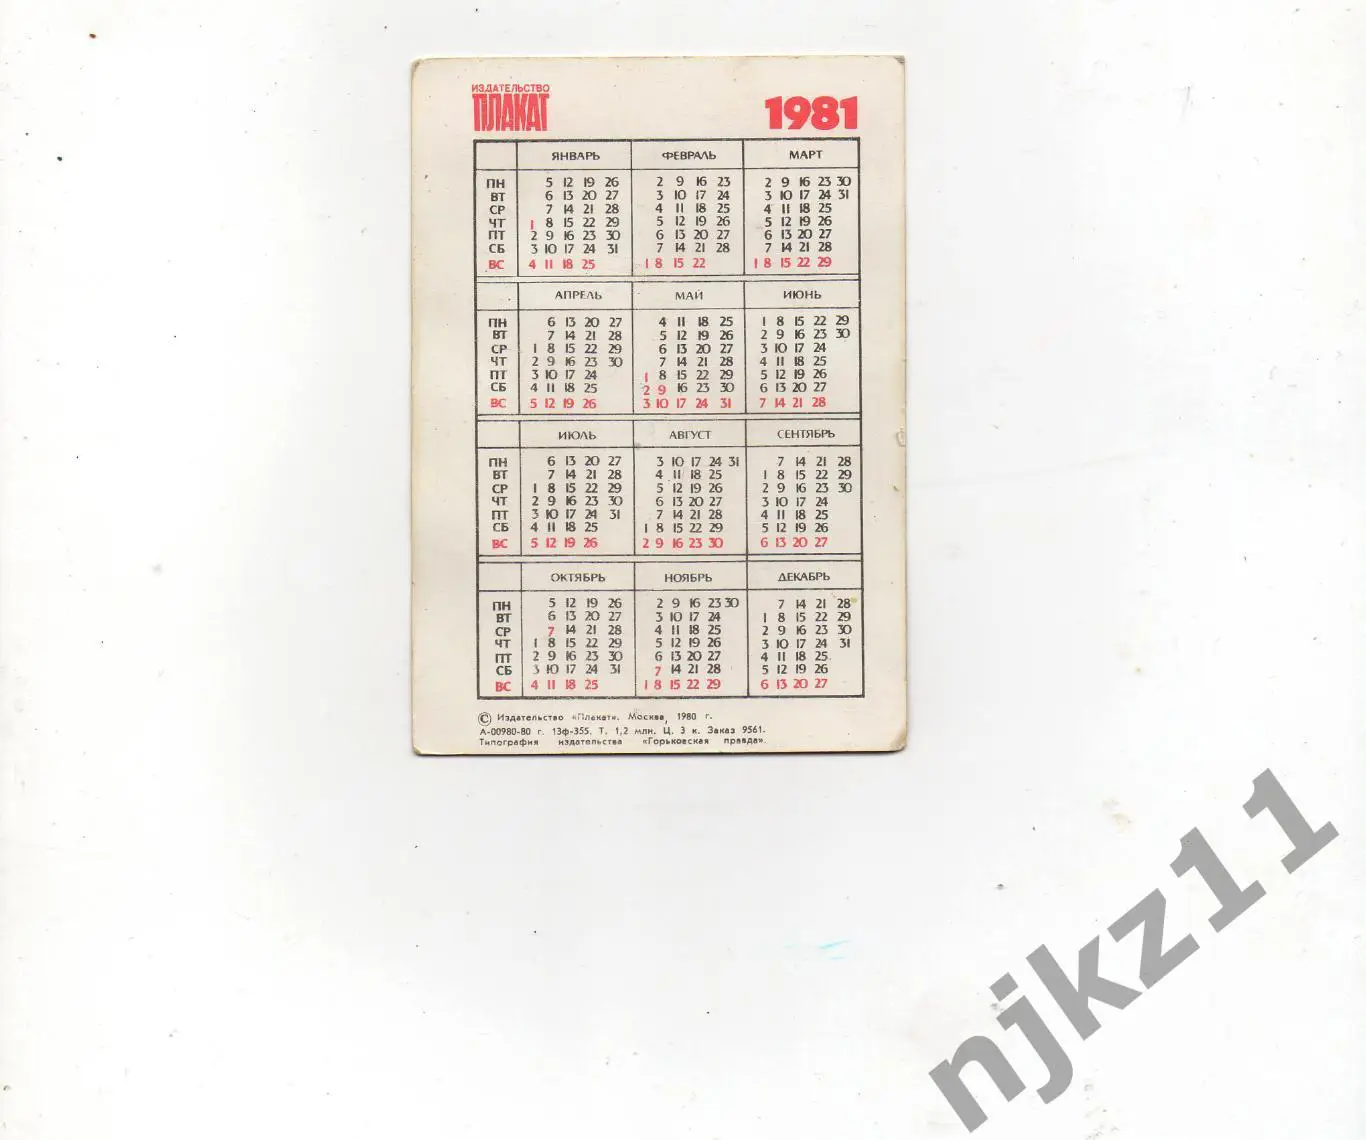 ИЗДАТЕЛЬСТВО
ПЛАКАТ 1981
ЯНВАРЬ ФЕВРАЛЬ МАРТ
ПН 5 12 19 26 2 9 16 23 2 9 16 23 30
ВТ 6 13 20 27 3 10 17 24 3 10 17 24 31
СР 7 14 21 28 4 11 18 25 4 11 18 25
ЧТ 1 8 15 22 29 5 12 19 26 5 12 19 26
ПТ 2 9 16 23 30 6 13 20 27 6 13 20 27
СБ 3 10 17 24 31 7 14 21 28 7 14 21 28
ВС 4 11 18 25 1 8 15 22 1 8 15 22 29
АПРЕЛЬ МАЙ ИЮНЬ
ПН 6 13 20 27 4 11 18 25 1 8 15 22 29
ВТ 7 14 21 28 5 12 19 26 2 9 16 23 30
СР 1 8 15 22 29 6 13 20 27 3 10 17 24
ЧТ 2 9 16 23 30 7 14 21 28 4 11 18 25
ПТ 3 10 17 24 1 8 15 22 29 5 12 19 26
СБ 4 11 18 25 2 9 16 23 30 6 13 20 27
ВС 5 12 19 26 3 10 17 24 31 7 14 21 28
ИЮЛЬ АВГУСТ СЕНТЯБРЬ
ПН 6 13 20 27 3 10 17 24 31 7 14 21 28
ВТ 7 14 21 28 4 11 18 25 1 8 15 22 29
СР 1 8 15 22 29 5 12 19 26 2 9 16 23 30
ЧТ 2 9 16 23 30 6 13 20 27 3 10 17 24
ПТ 3 10 17 24 31 7 14 21 28 4 11 18 25
СБ 4 11 18 25 1 8 15 22 29 5 12 19 26
ВС 5 12 19 26 2 9 16 23 30 6 13 20 27
ОКТЯБРЬ НОЯБРЬ ДЕКАБРЬ
ПН 5 12 19 26 2 9 16 23 30 7 14 21 28
ВТ 6 13 20 27 3 10 17 24 1 8 15 22 29
СР 7 14 21 28 4 11 18 25 2 9 16 23 30
ЧТ 1 8 15 22 29 5 12 19 26 3 10 17 24 31
ПТ 2 9 16 23 30 6 13 20 27 4 11 18 25
СБ 3 10 17 24 31 7 14 21 28 5 12 19 26
ВС 4 11 18 25 1 8 15 22 29 6 13 20 27
© Издательство «Плакат». Москва, 1980 г.
А-00980-80 г. 13ф-355. Т. 1,2 млн. Ц. 3 к. Заказ 9561.
Типография издательства «Горьковская правда».
njkz11